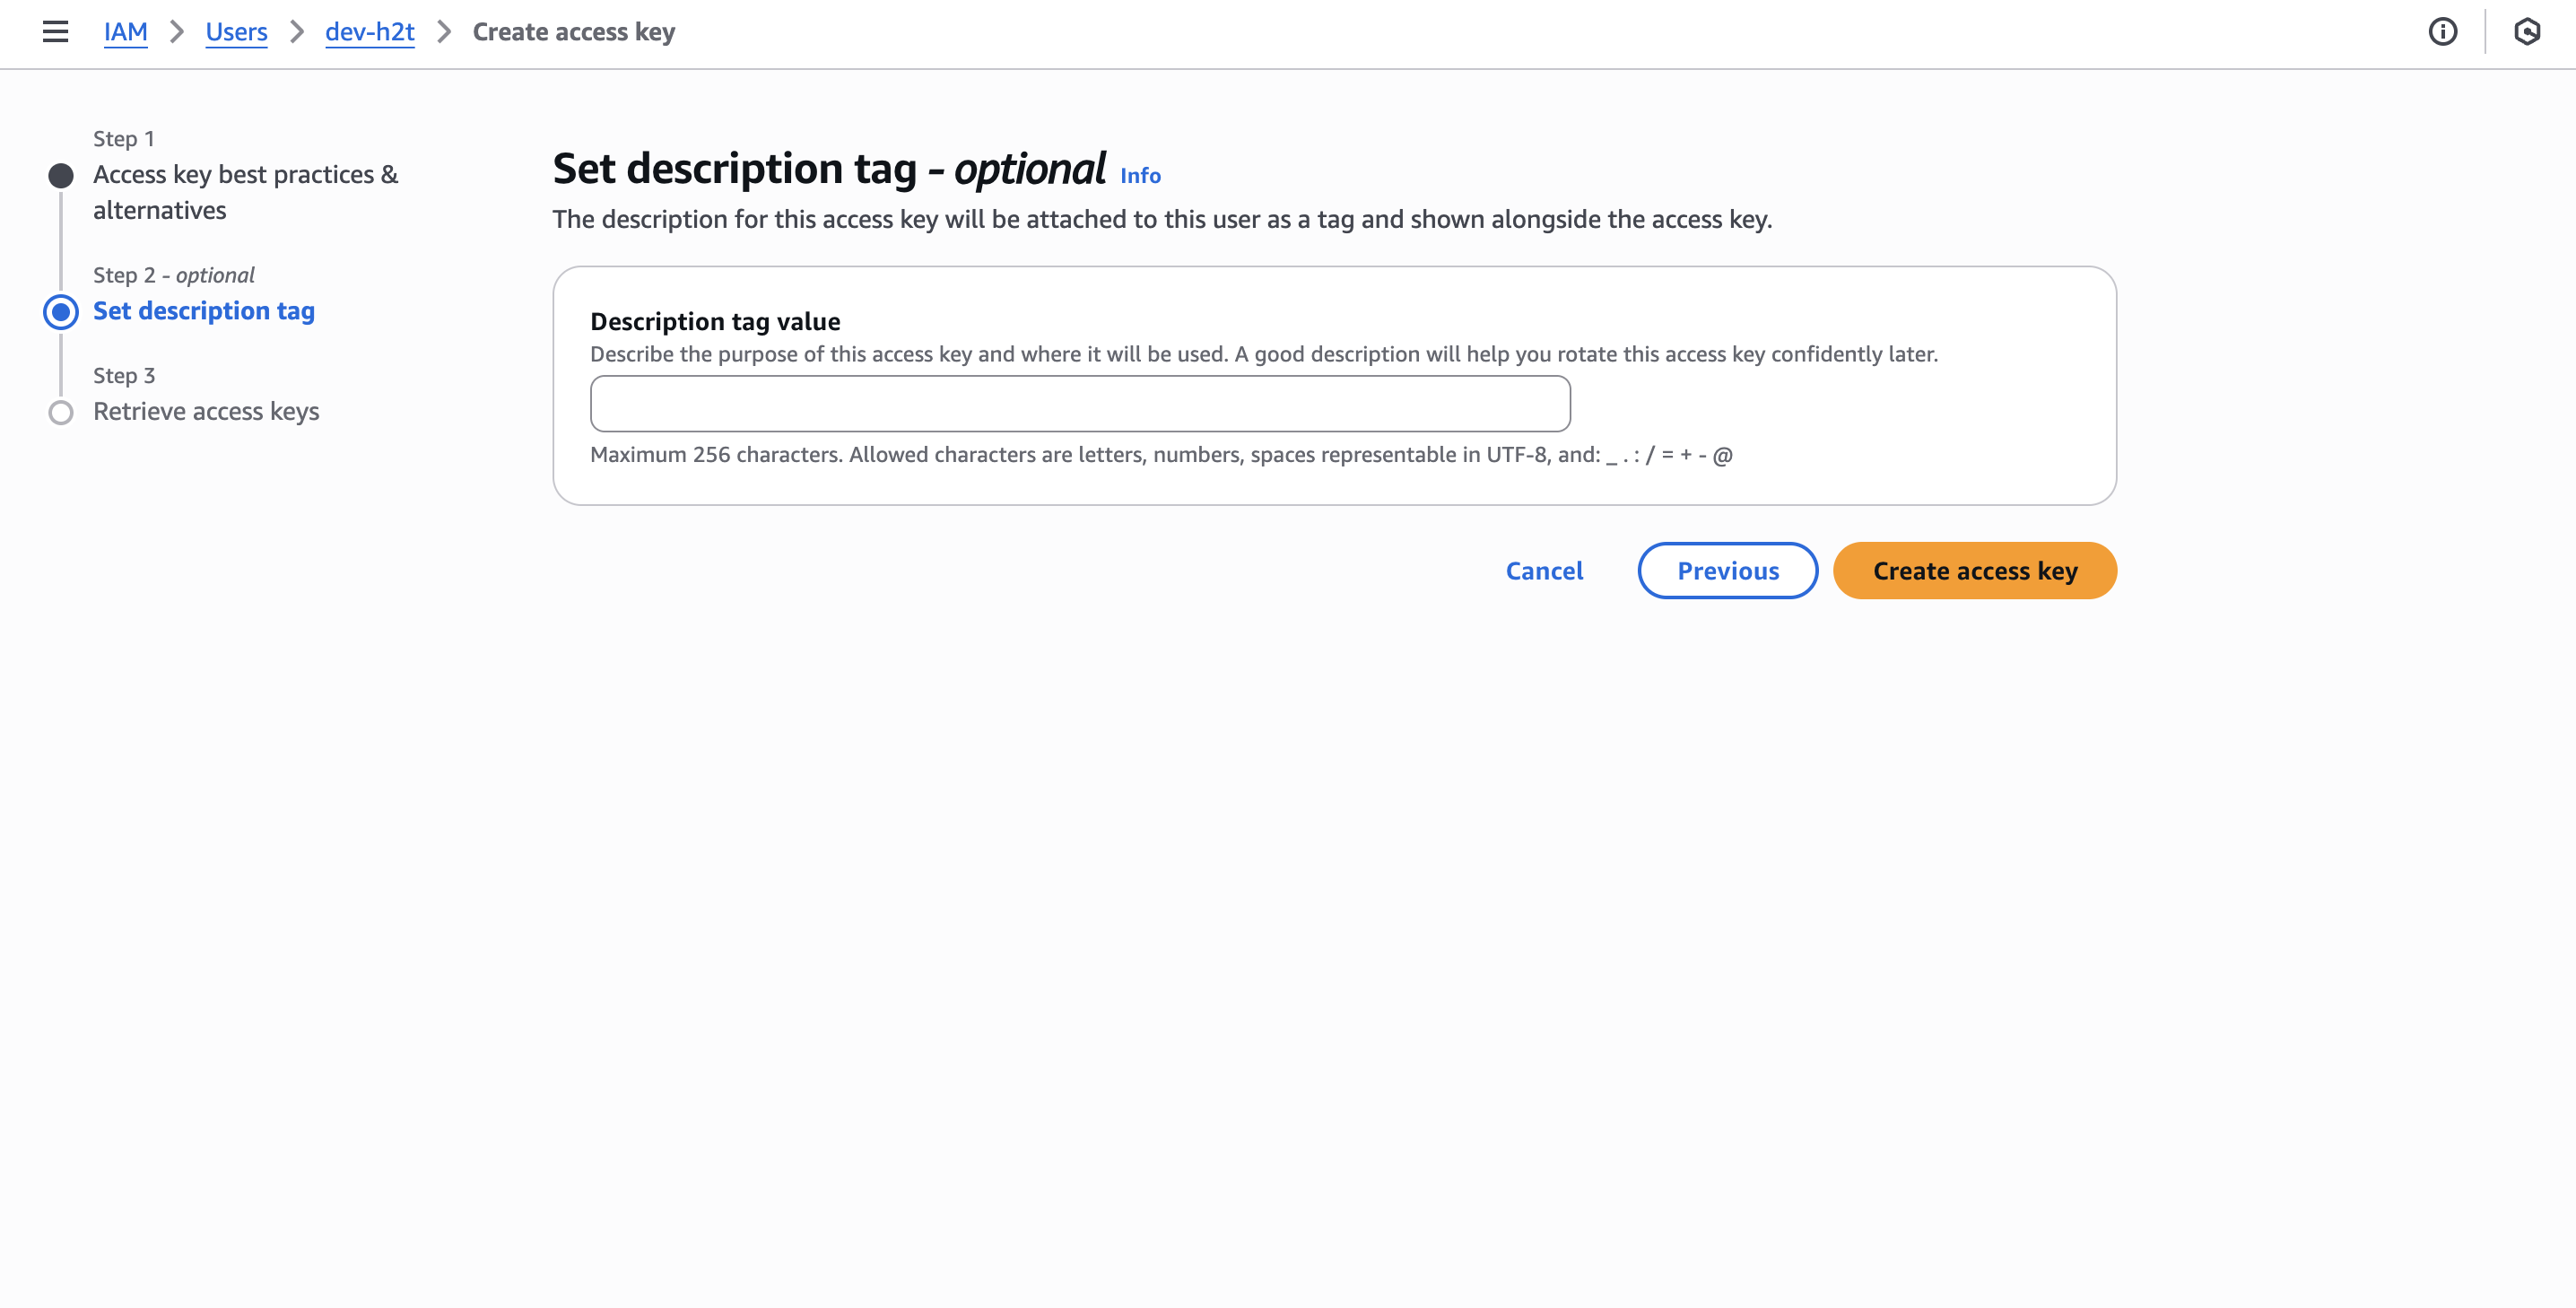 IAM > Users > dev-h2t > Create access key
Step 1
Access key best practices &
alternatives
Step 2 - optional
Set description tag
Step 3
Retrieve access keys
Set description tag - optional Info
The description for this access key will be attached to this user as a tag and shown alongside the access key.
Description tag value
Describe the purpose of this access key and where it will be used. A good description will help you rotate this access key confidently later.
Maximum 256 characters. Allowed characters are letters, numbers, spaces representable in UTF-8, and: _ . : / = + - @
Cancel Previous Create access key